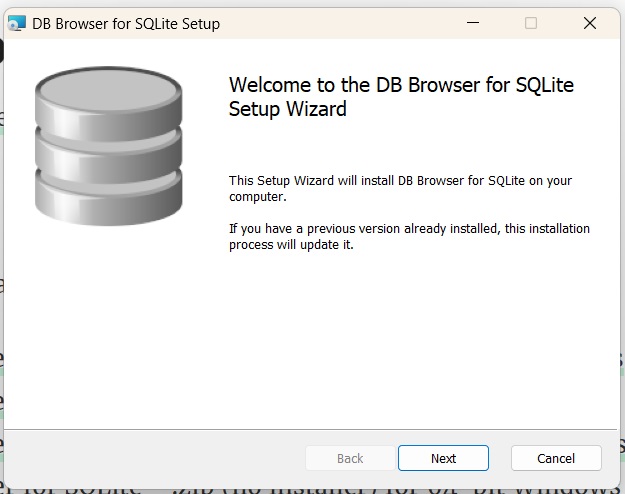 DB Browser for SQLite Setup
Welcome to the DB Browser for SQLite
Setup Wizard
This Setup Wizard will install DB Browser for SQLite on your
computer.
If you have a previous version already installed, this installation
process will update it.
Back
Next
Cancel